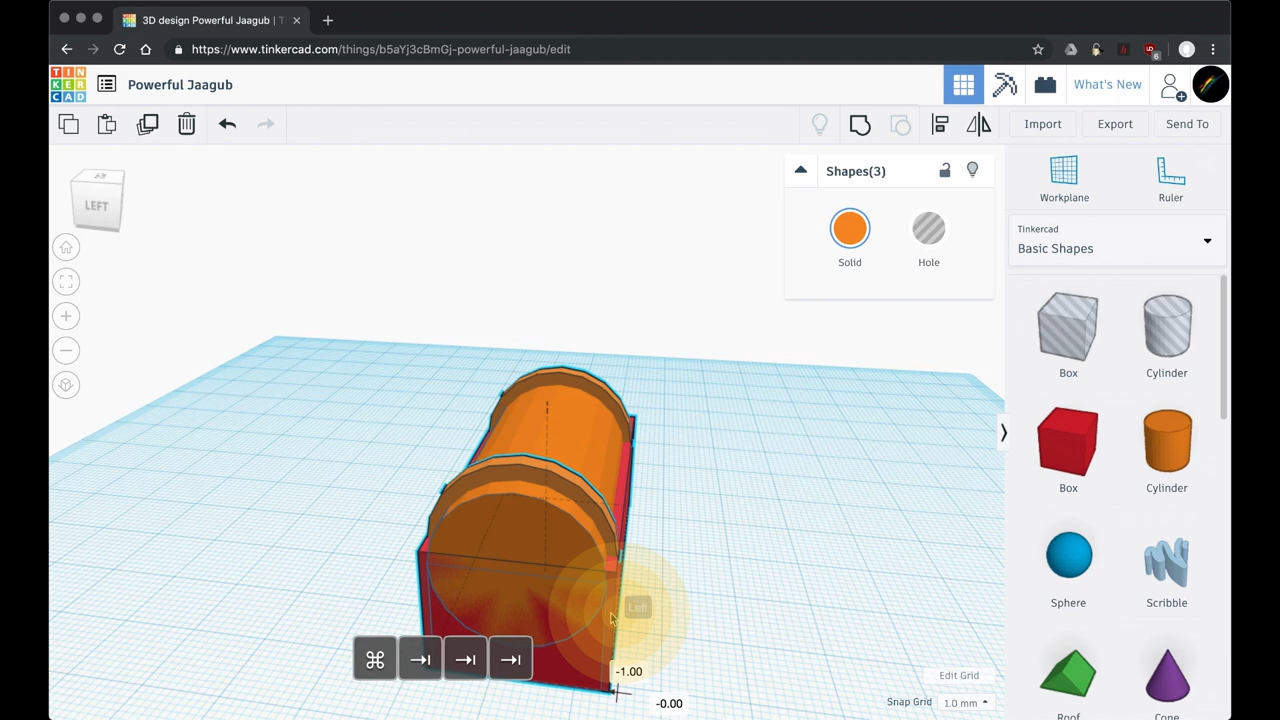 3D design Powerful Jaagub | T
https://www.tinkercad.com/things/b5aYj3cBmGj-powerful-jaagub/edit
6
TIN
KER
CAD
Powerful Jaagub
What's New
Import
Export
Send To
LEFT
Shapes(3)
Solid
Hole
Workplane
Ruler
Tinkercad
Basic Shapes
Box
Cylinder
Box
Cylinder
Sphere
Scribble
Roof
Cone
Left
⌘ ⇥ ⇥ ⇥
-1.00
-0.00
Edit Grid
Snap Grid 1.0 mm